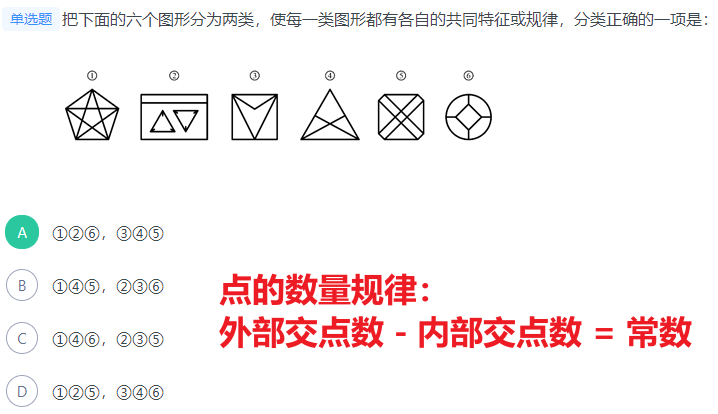 单选题 把下面的六个图形分为两类，使每一类图形都有各自的共同特征或规律，分类正确的一项是：
① ② ③ ④ ⑤ ⑥
A ①②⑥，③④⑤
B ①④⑤，②③⑥
C ①④⑥，②③⑤
D ①②⑤，③④⑥
点的数量规律：
外部交点数 - 内部交点数 = 常数